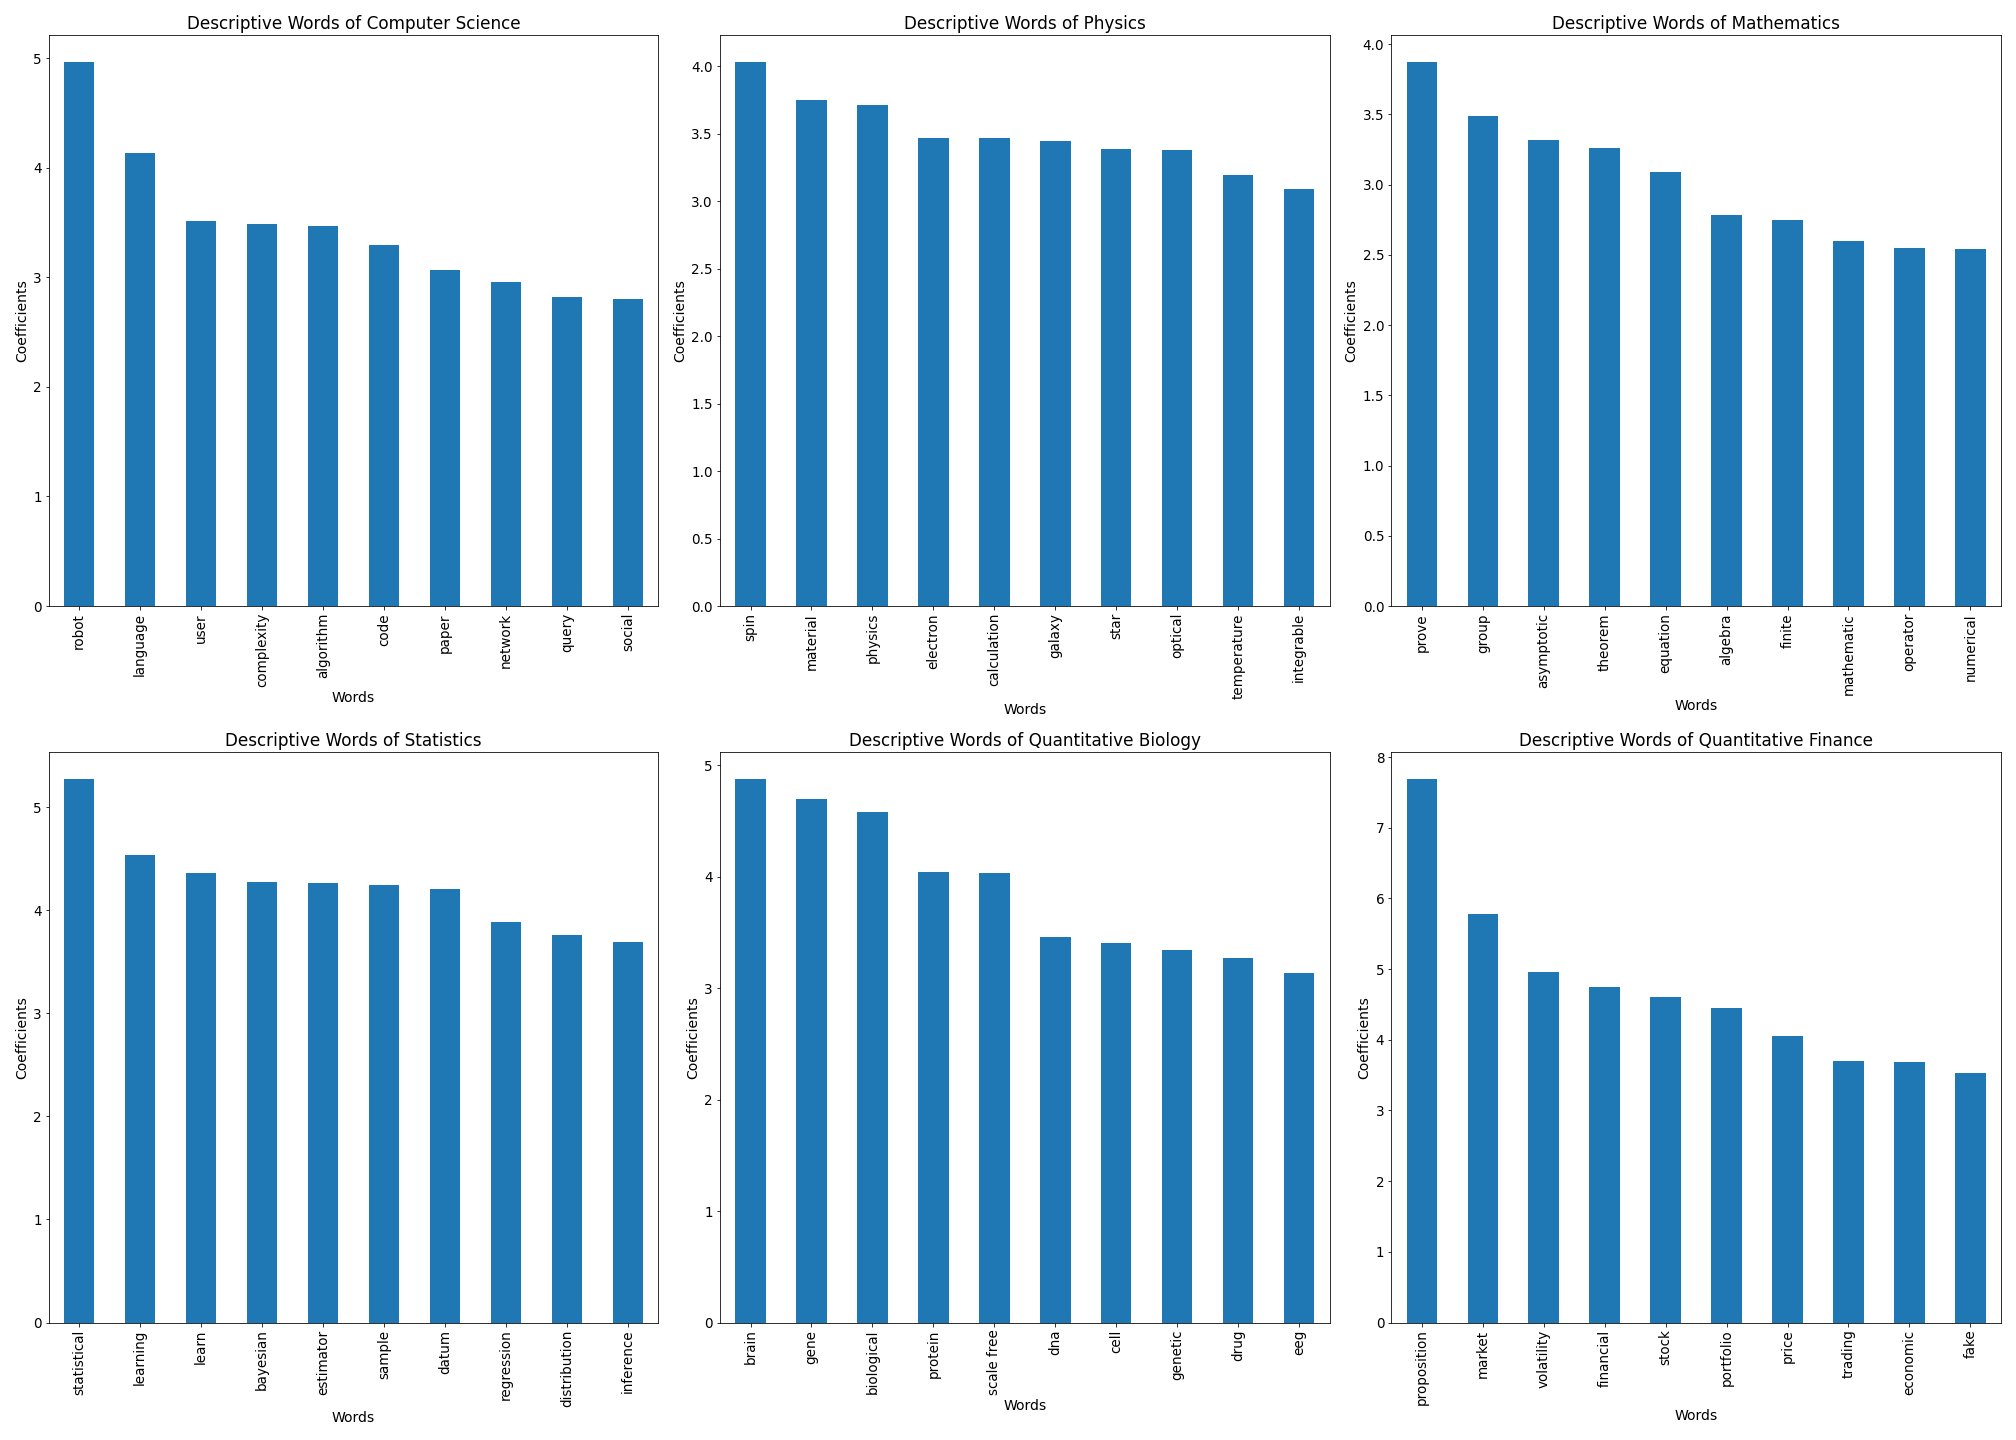 Descriptive Words of Computer Science
Coefficients
5
4
3
2
1
0
robot
language
user
complexity
algorithm
code
paper
network
query
social
Words
Descriptive Words of Physics
Coefficients
4.0
3.5
3.0
2.5
2.0
1.5
1.0
0.5
0.0
spin
material
physics
electron
calculation
galaxy
star
optical
temperature
integrable
Words
Descriptive Words of Mathematics
Coefficients
4.0
3.5
3.0
2.5
2.0
1.5
1.0
0.5
0.0
prove
group
asymptotic
theorem
equation
algebra
finite
mathematic
operator
numerical
Words
Descriptive Words of Statistics
Coefficients
5
4
3
2
1
0
statistical
learning
learn
bayesian
estimator
sample
datum
regression
distribution
inference
Words
Descriptive Words of Quantitative Biology
Coefficients
5
4
3
2
1
0
brain
gene
biological
protein
scale free
dna
cell
genetic
drug
eeg
Words
Descriptive Words of Quantitative Finance
Coefficients
8
7
6
5
4
3
2
1
0
proposition
market
volatility
financial
stock
portfolio
price
trading
economic
fake
Words